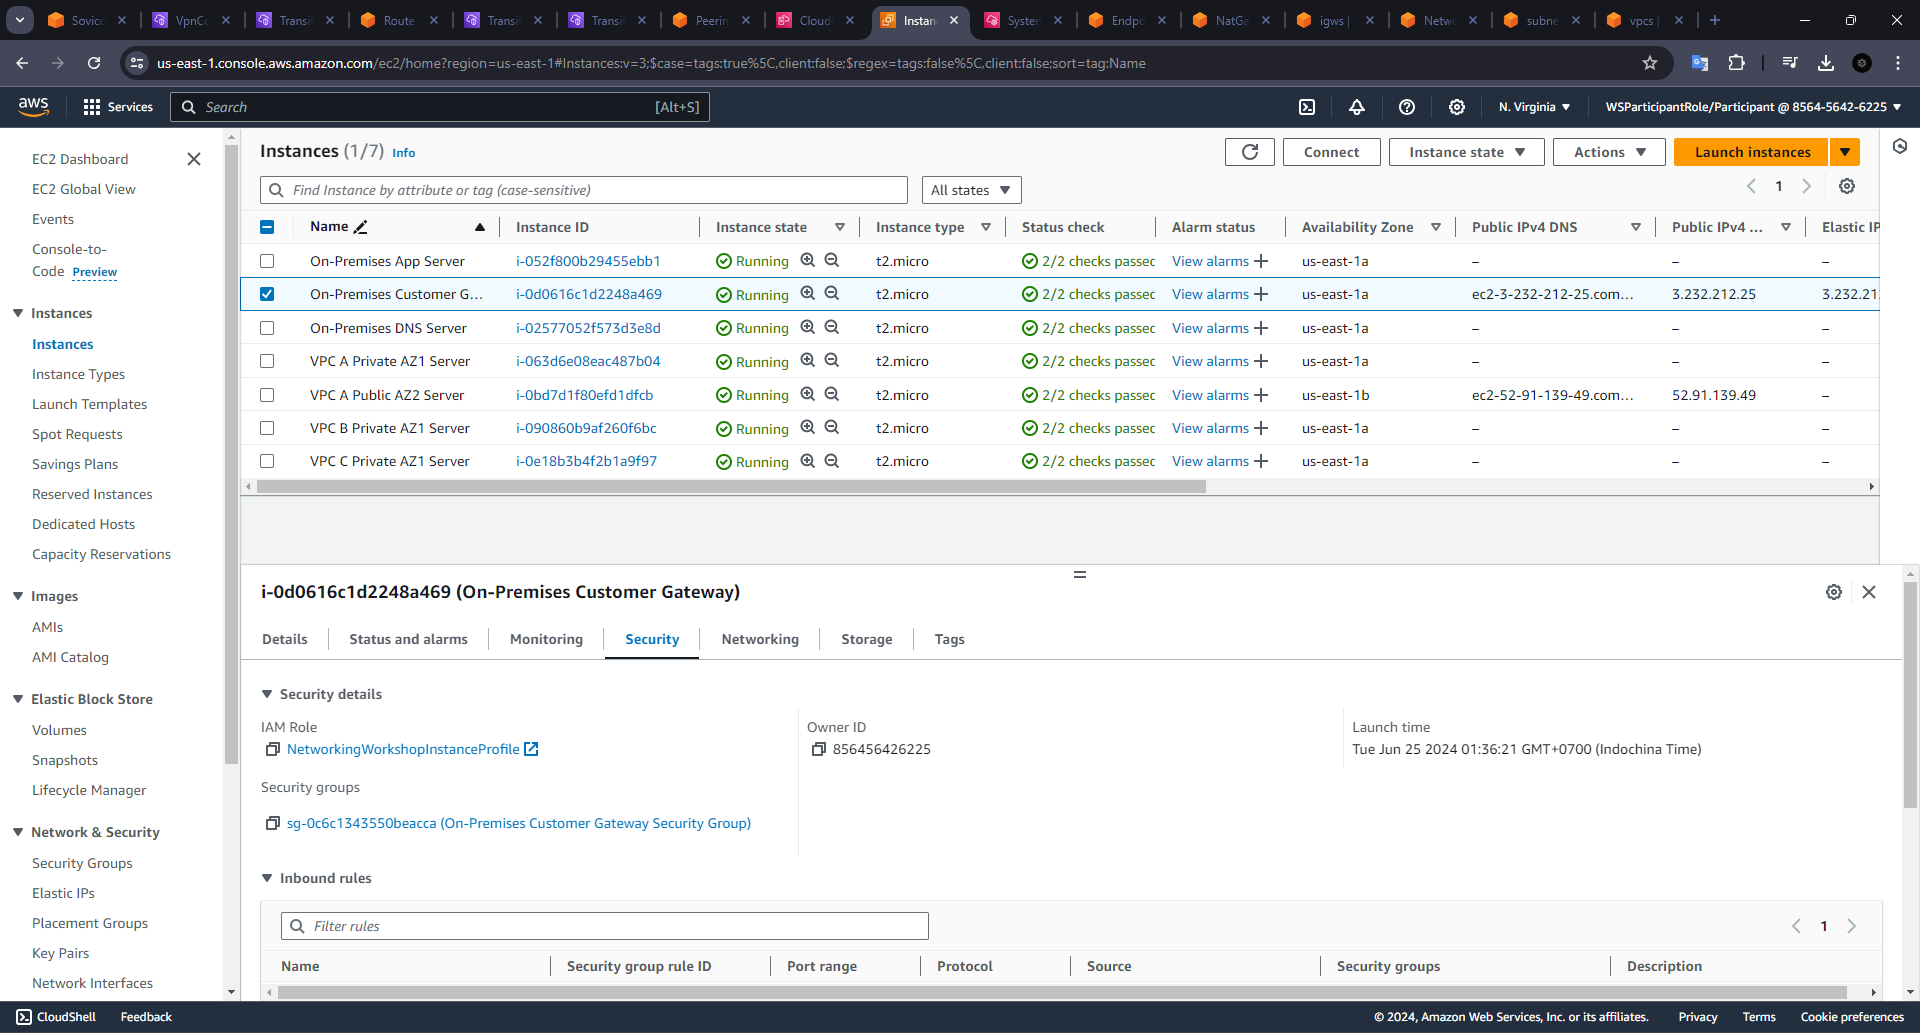 Sovico
VpnCo
Transit
Route
Transit
Transit
Peerin
Cloud
Instan
System
Endpo
NatGa
igws |
Netwo
subne
vpcs |
us-east-1.console.aws.amazon.com/ec2/home?region=us-east-1#Instances:v=3;$case=tags:true%5C,client:false;$regex=tags:false%5C,client:false;sort=tag:Name
aws
Services
Search
[Alt+S]
N. Virginia
WSParticipantRole/Participant @ 8564-5642-6225
EC2 Dashboard
EC2 Global View
Events
Console-to-
Code Preview
Instances
Instances
Instance Types
Launch Templates
Spot Requests
Savings Plans
Reserved Instances
Dedicated Hosts
Capacity Reservations
Images
AMIs
AMI Catalog
Elastic Block Store
Volumes
Snapshots
Lifecycle Manager
Network & Security
Security Groups
Elastic IPs
Placement Groups
Key Pairs
Network Interfaces
Instances (1/7) Info
Connect
Instance state
Actions
Launch instances
Find Instance by attribute or tag (case-sensitive)
All states
1
Name Instance ID Instance state Instance type Status check Alarm status Availability Zone Public IPv4 DNS Public IPv4 ... Elastic IP
On-Premises App Server i-052f800b29455ebb1 Running t2.micro 2/2 checks passed View alarms + us-east-1a – – –
On-Premises Customer G... i-0d0616c1d2248a469 Running t2.micro 2/2 checks passed View alarms + us-east-1a ec2-3-232-212-25.com... 3.232.212.25 3.232.21
On-Premises DNS Server i-02577052f573d3e8d Running t2.micro 2/2 checks passed View alarms + us-east-1a – – –
VPC A Private AZ1 Server i-063d6e08eac487b04 Running t2.micro 2/2 checks passed View alarms + us-east-1a – – –
VPC A Public AZ2 Server i-0bd7d1f80efd1dfcb Running t2.micro 2/2 checks passed View alarms + us-east-1b ec2-52-91-139-49.com... 52.91.139.49 –
VPC B Private AZ1 Server i-090860b9af260f6bc Running t2.micro 2/2 checks passed View alarms + us-east-1a – – –
VPC C Private AZ1 Server i-0e18b3b4f2b1a9f97 Running t2.micro 2/2 checks passed View alarms + us-east-1a – – –
i-0d0616c1d2248a469 (On-Premises Customer Gateway)
Details
Status and alarms
Monitoring
Security
Networking
Storage
Tags
Security details
IAM Role
NetworkingWorkshopInstanceProfile
Owner ID
856456426225
Launch time
Tue Jun 25 2024 01:36:21 GMT+0700 (Indochina Time)
Security groups
sg-0c6c1343550beacca (On-Premises Customer Gateway Security Group)
Inbound rules
Filter rules
1
Name Security group rule ID Port range Protocol Source Security groups Description
CloudShell
Feedback
© 2024, Amazon Web Services, Inc. or its affiliates.
Privacy
Terms
Cookie preferences